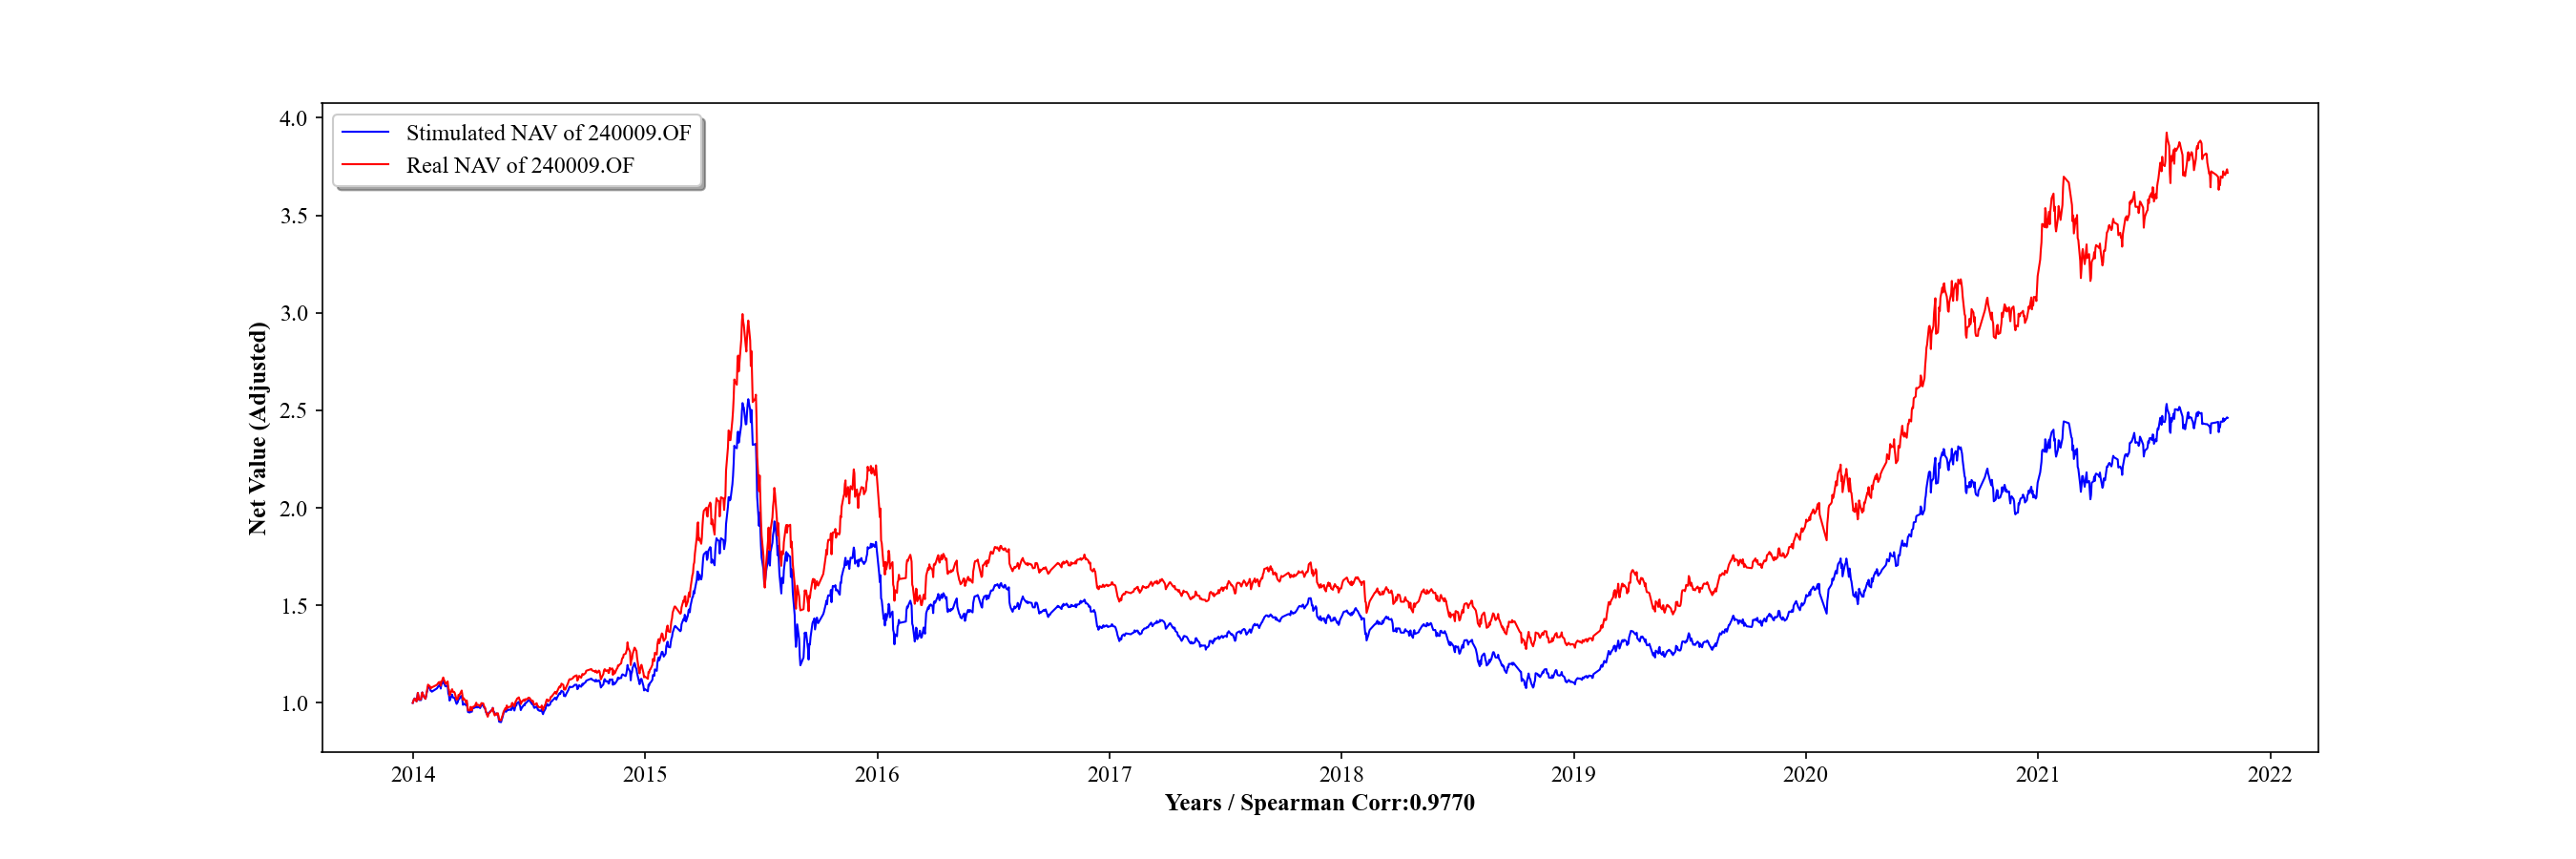 Stimulated NAV of 240009.OF
Real NAV of 240009.OF
Net Value (Adjusted)
4.0
3.5
3.0
2.5
2.0
1.5
1.0
2014 2015 2016 2017 2018 2019 2020 2021 2022
Years / Spearman Corr:0.9770